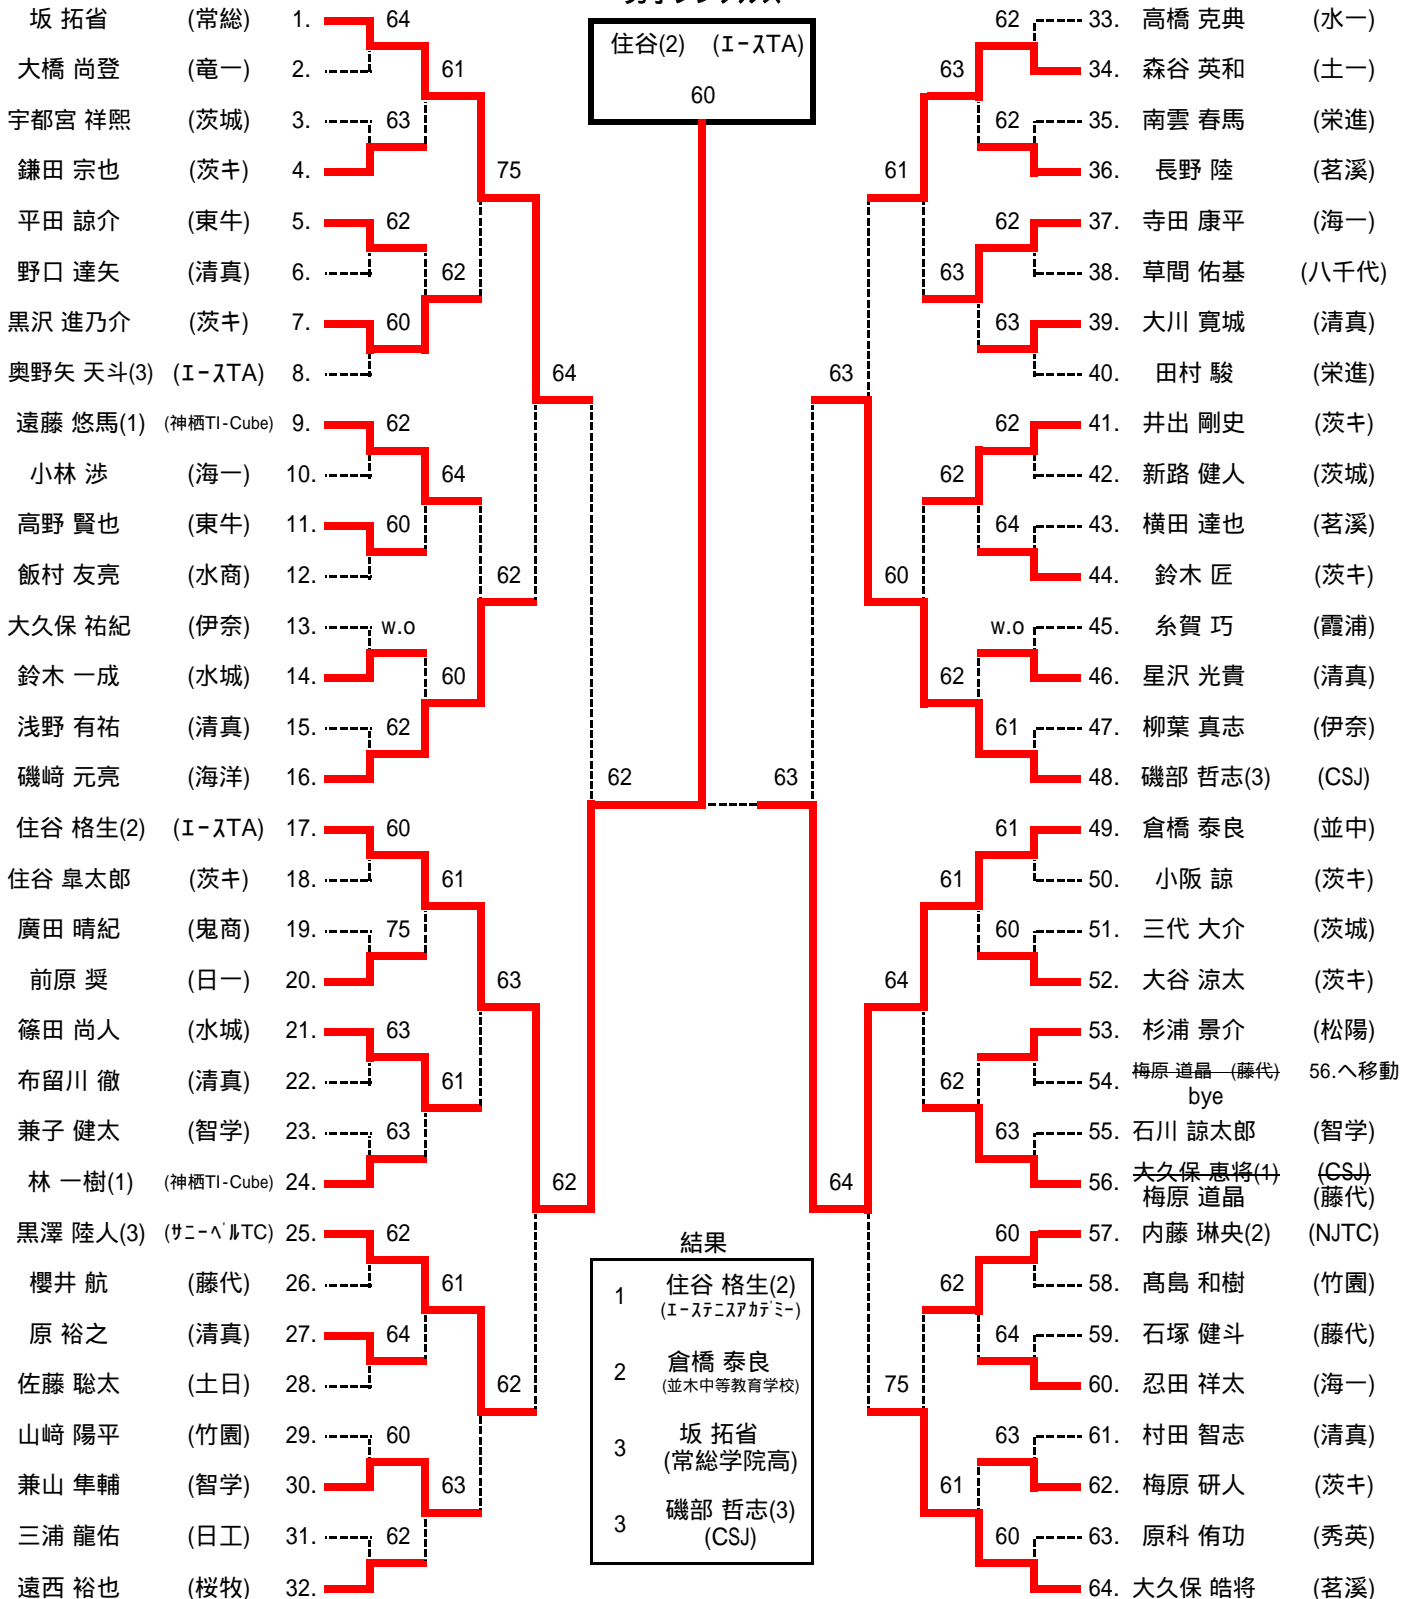 住谷(2) (ｴｰｽTA)
60
坂 拓省 (常総) 1.
大橋 尚登 (竜一) 2.
宇都宮 祥熙 (茨城) 3.
鎌田 宗也 (茨キ) 4.
平田 諒介 (東牛) 5.
野口 達矢 (清真) 6.
黒沢 進乃介 (茨キ) 7.
奥野矢 天斗(3) (ｴｰｽTA) 8.
遠藤 悠馬(1) (神栖TI-Cube) 9.
小林 渉 (海一) 10.
高野 賢也 (東牛) 11.
飯村 友亮 (水商) 12.
大久保 祐紀 (伊奈) 13.
鈴木 一成 (水城) 14.
浅野 有祐 (清真) 15.
磯﨑 元亮 (海洋) 16.
住谷 格生(2) (ｴｰｽTA) 17.
住谷 皐太郎 (茨キ) 18.
廣田 晴紀 (鬼商) 19.
前原 奨 (日一) 20.
篠田 尚人 (水城) 21.
布留川 徹 (清真) 22.
兼子 健太 (智学) 23.
林 一樹(1) (神栖TI-Cube) 24.
黒澤 陸人(3) (ｻﾆｰﾍﾞﾙTC) 25.
櫻井 航 (藤代) 26.
原 裕之 (清真) 27.
佐藤 聡太 (土日) 28.
山﨑 陽平 (竹園) 29.
兼山 隼輔 (智学) 30.
三浦 龍佑 (日工) 31.
遠西 裕也 (桜牧) 32.
64
63
62
60
62
60
w.o
62
60
75
63
63
62
64
60
62
61
62
64
60
61
61
61
63
75
62
63
62
64
62
62
63
33. 高橋 克典 (水一)
34. 森谷 英和 (土一)
35. 南雲 春馬 (栄進)
36. 長野 陸 (茗溪)
37. 寺田 康平 (海一)
38. 草間 佑基 (八千代)
39. 大川 寛城 (清真)
40. 田村 駿 (栄進)
41. 井出 剛史 (茨キ)
42. 新路 健人 (茨城)
43. 横田 達也 (茗溪)
44. 鈴木 匠 (茨キ)
45. 糸賀 巧 (霞浦)
46. 星沢 光貴 (清真)
47. 柳葉 真志 (伊奈)
48. 磯部 哲志(3) (CSJ)
49. 倉橋 泰良 (並中)
50. 小阪 諒 (茨キ)
51. 三代 大介 (茨城)
52. 大谷 涼太 (茨キ)
53. 杉浦 景介 (松陽)
54. 梅原 道晶 (藤代) 56.へ移動
bye
55. 石川 諒太郎 (智学)
56. 大久保 恵将(1) (CSJ)
梅原 道晶 (藤代)
57. 内藤 琳央(2) (NJTC)
58. 髙島 和樹 (竹園)
59. 石塚 健斗 (藤代)
60. 忍田 祥太 (海一)
61. 村田 智志 (清真)
62. 梅原 研人 (茨キ)
63. 原科 侑功 (秀英)
64. 大久保 皓将 (茗溪)
62
62
62
63
62
64
w.o
61
61
60
63
60
64
63
60
63
63
62
62
61
62
62
61
61
60
64
75
63
64
結果
1 住谷 格生(2)
(ｴｰｽﾃﾆｽｱｶﾃﾞﾐｰ)
2 倉橋 泰良
(並木中等教育学校)
3 坂 拓省
(常総学院高)
3 磯部 哲志(3)
(CSJ)